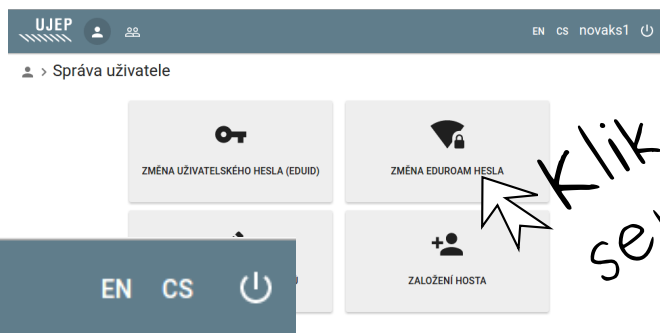 UJEP
EN CS novaks1
> Správa uživatele
ZMĚNA UŽIVATELSKÉHO HESLA (EDUID)
ZMĚNA EDUROAM HESLA
klik
ZALOŽENÍ HOSTA
EN CS